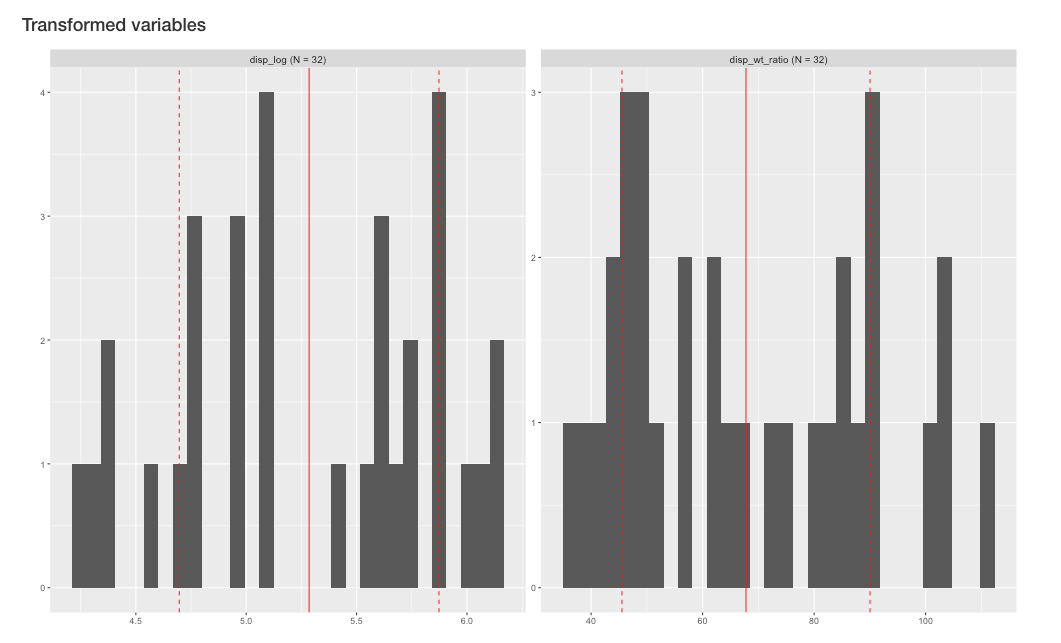 Transformed variables
disp_log (N = 32)
disp_wt_ratio (N = 32)
4
3
2
1
0
3
2
1
0
4.5 5.0 5.5 6.0
40 60 80 100